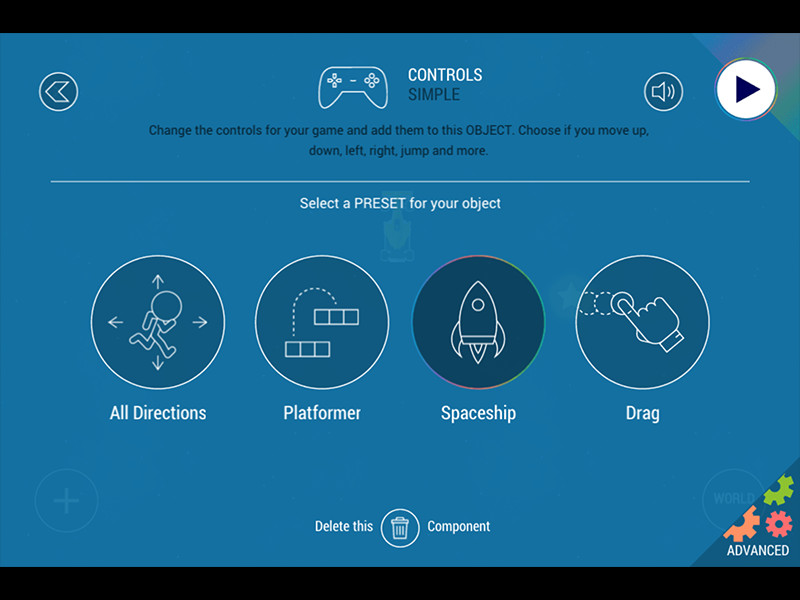 CONTROLS
SIMPLE
Change the controls for your game and add them to this OBJECT. Choose if you move up,
down, left, right, jump and more.
Select a PRESET for your object
All Directions
Platformer
Spaceship
Drag
WORLD
Delete this
Component
ADVANCED